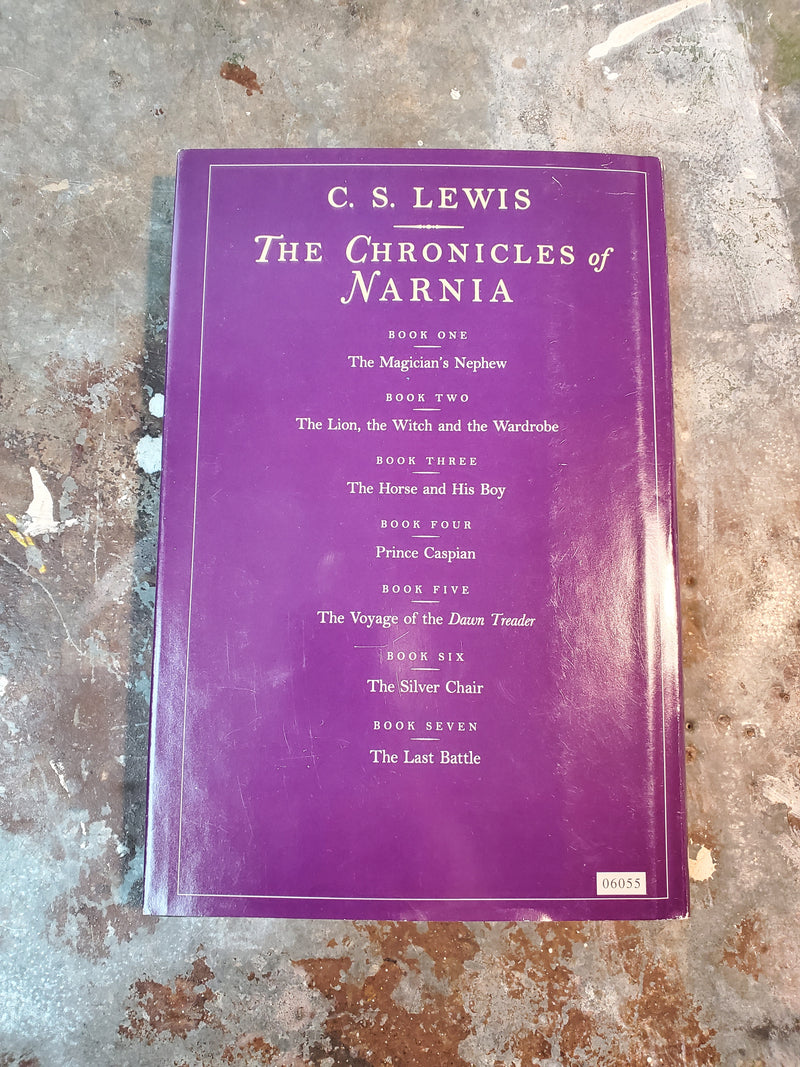 C. S. LEWIS
THE CHRONICLES of
NARNIA
BOOK ONE
The Magician's Nephew
BOOK TWO
The Lion, the Witch and the Wardrobe
BOOK THREE
The Horse and His Boy
BOOK FOUR
Prince Caspian
BOOK FIVE
The Voyage of the Dawn Treader
BOOK SIX
The Silver Chair
BOOK SEVEN
The Last Battle
06055